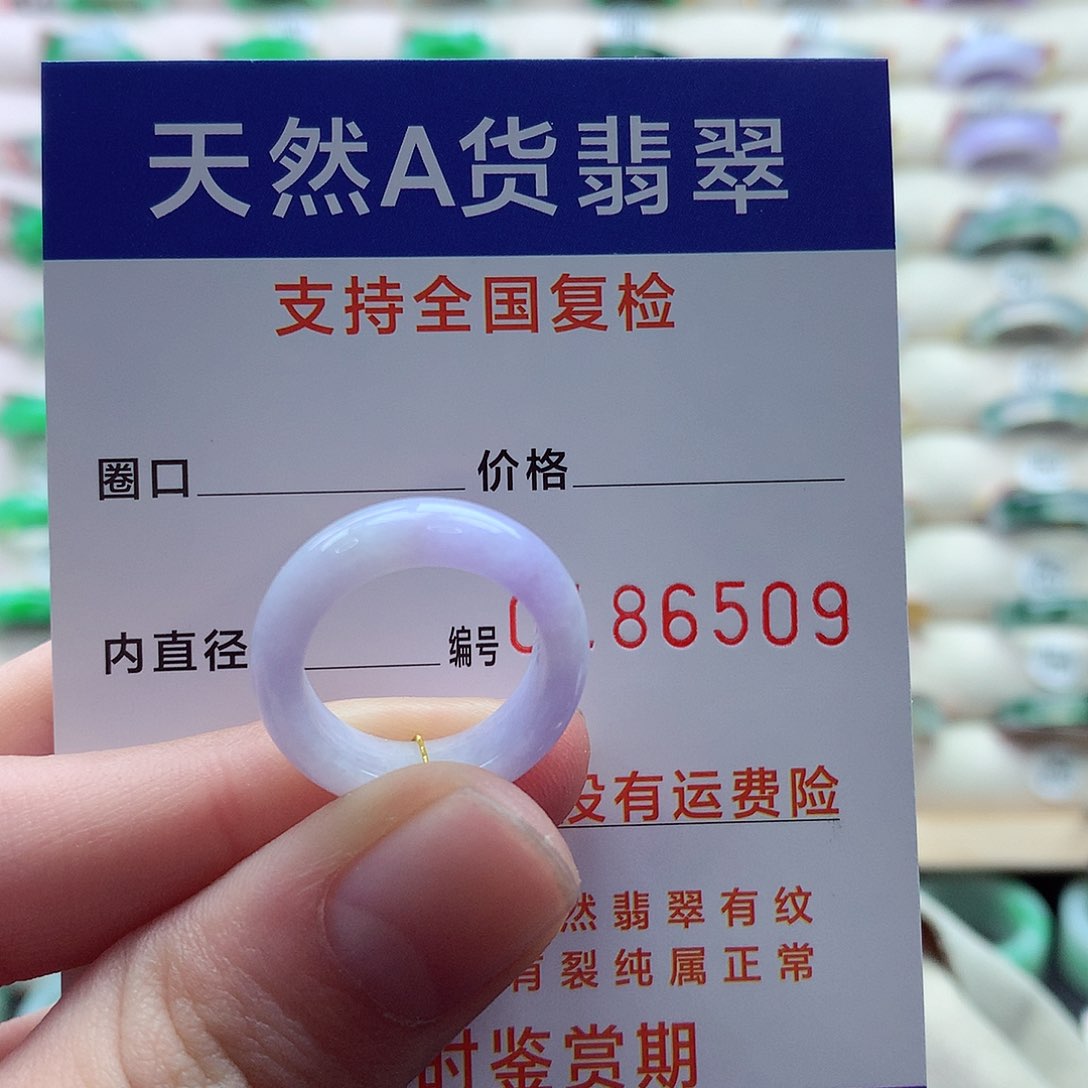 天然A货翡翠
支持全国复检
圈口 价格
内直径 编号 86509
没有运费险
然翡翠有纹
有裂纯属正常
时鉴赏期